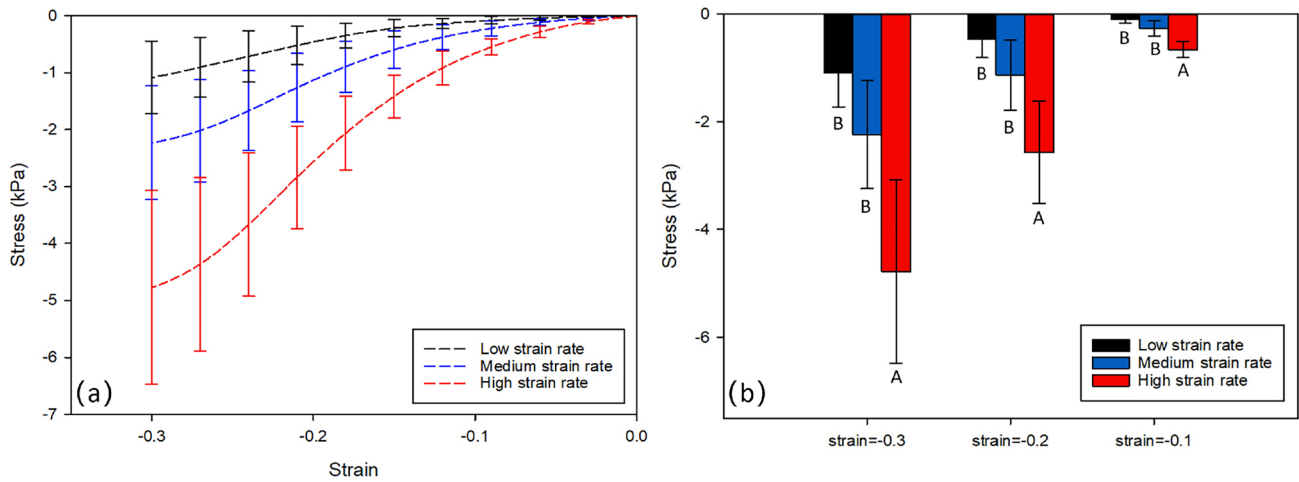 0
-1
-2
-3
-4
-5
-6
-7
Stress (kPa)
-0.3
-0.2
-0.1
0.0
Strain
Low strain rate
Medium strain rate
High strain rate
(a)
0
-2
-4
-6
Stress (kPa)
B
B
A
B
B
A
B
B
A
Low strain rate
Medium strain rate
High strain rate
(b)
strain=-0.3
strain=-0.2
strain=-0.1